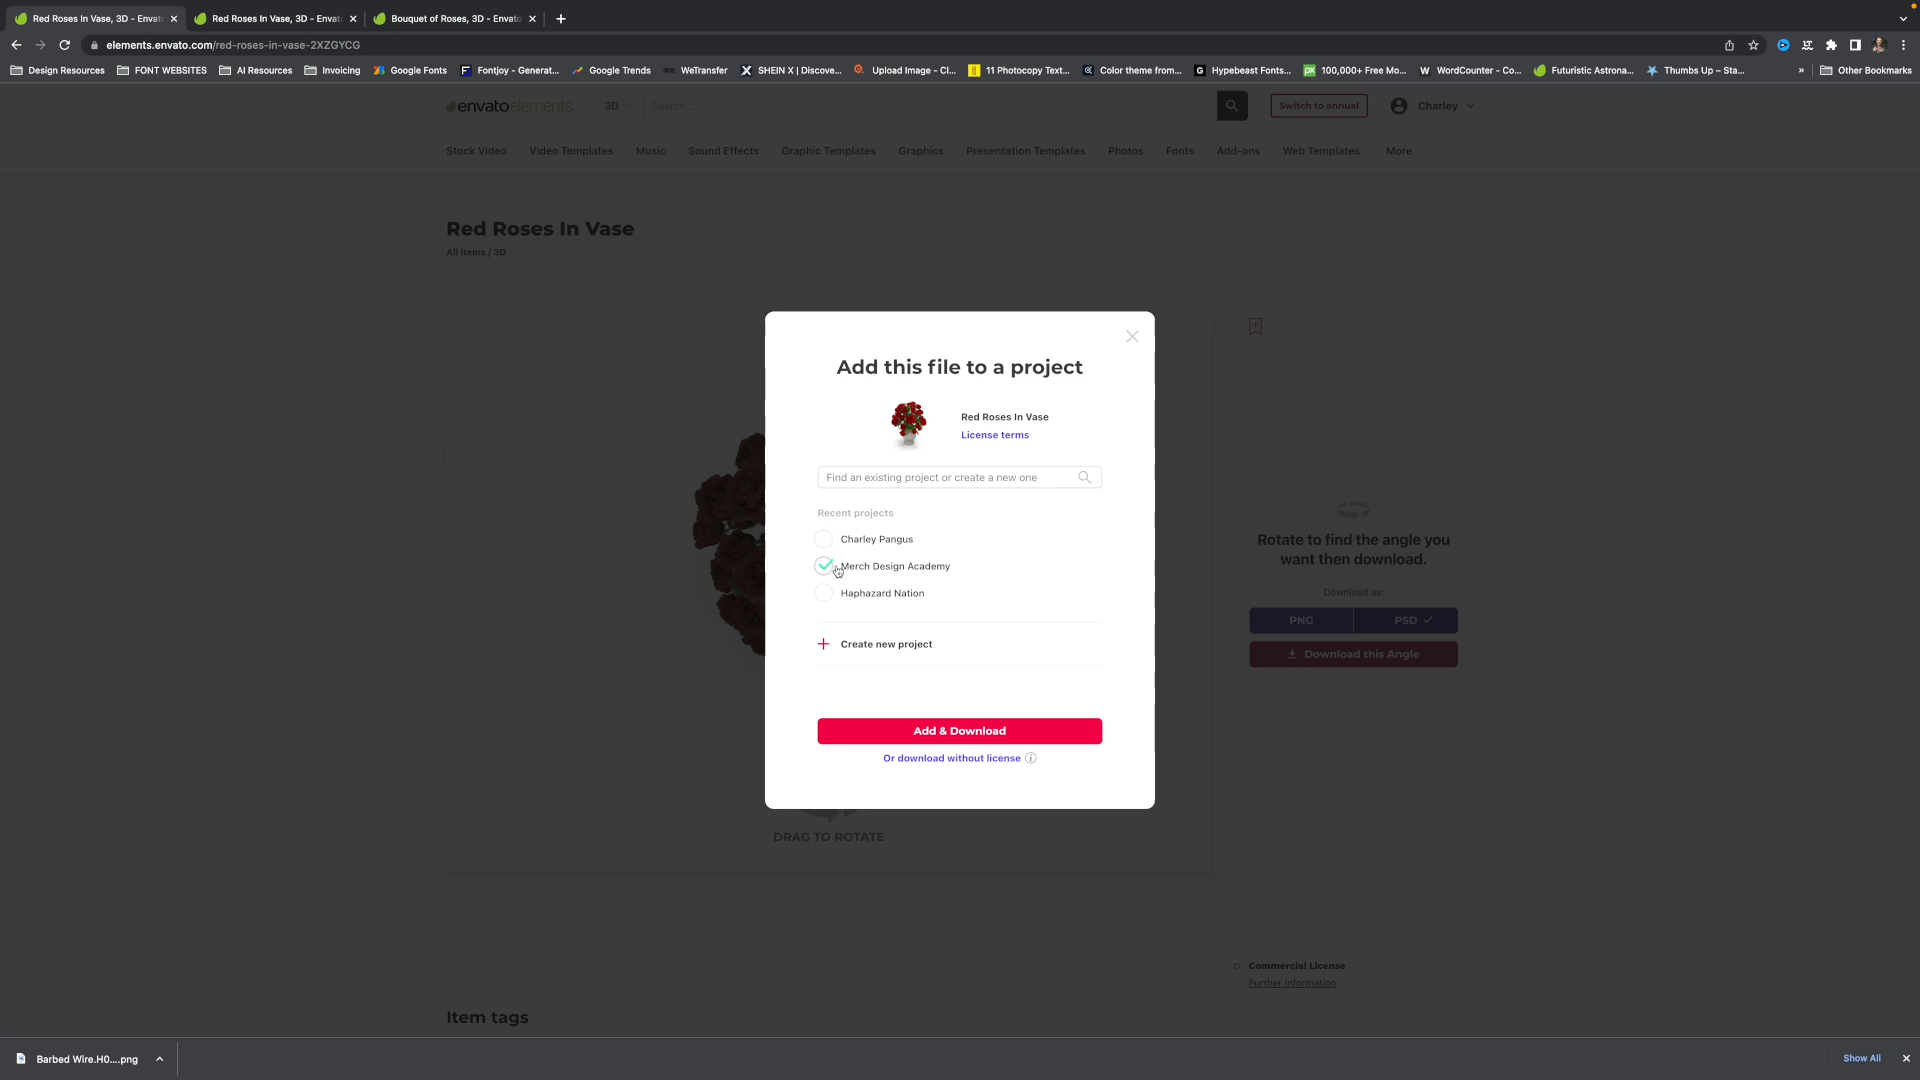 Red Roses In Vase, 3D - Envat
Red Roses In Vase, 3D - Envat
Bouquet of Roses, 3D - Envato
elements.envato.com/red-roses-in-vase-2XZGYCG
Design Resources
FONT WEBSITES
AI Resources
Invoicing
Google Fonts
Fontjoy - Generat...
Google Trends
WeTransfer
SHEIN X | Discove...
Upload Image - Cl...
11 Photocopy Text...
Color theme from...
Hypebeast Fonts...
100,000+ Free Mo...
WordCounter - Co...
Futuristic Astrona...
Thumbs Up – Sta...
»
Other Bookmarks
envatoelements
3D
Search...
Switch to annual
Charley
Stock Video
Video Templates
Music
Sound Effects
Graphic Templates
Graphics
Presentation Templates
Photos
Fonts
Add-ons
Web Templates
More
Red Roses In Vase
All items / 3D
Add this file to a project
Red Roses In Vase
License terms
Find an existing project or create a new one
Recent projects
Charley Pangus
Merch Design Academy
Haphazard Nation
Create new project
Add & Download
Or download without license
DRAG TO ROTATE
Rotate to find the angle you
want then download.
Download as:
PNG
PSD
Download this Angle
Commercial License
Further Information
Item tags
Barbed Wire.H0....png
Show All